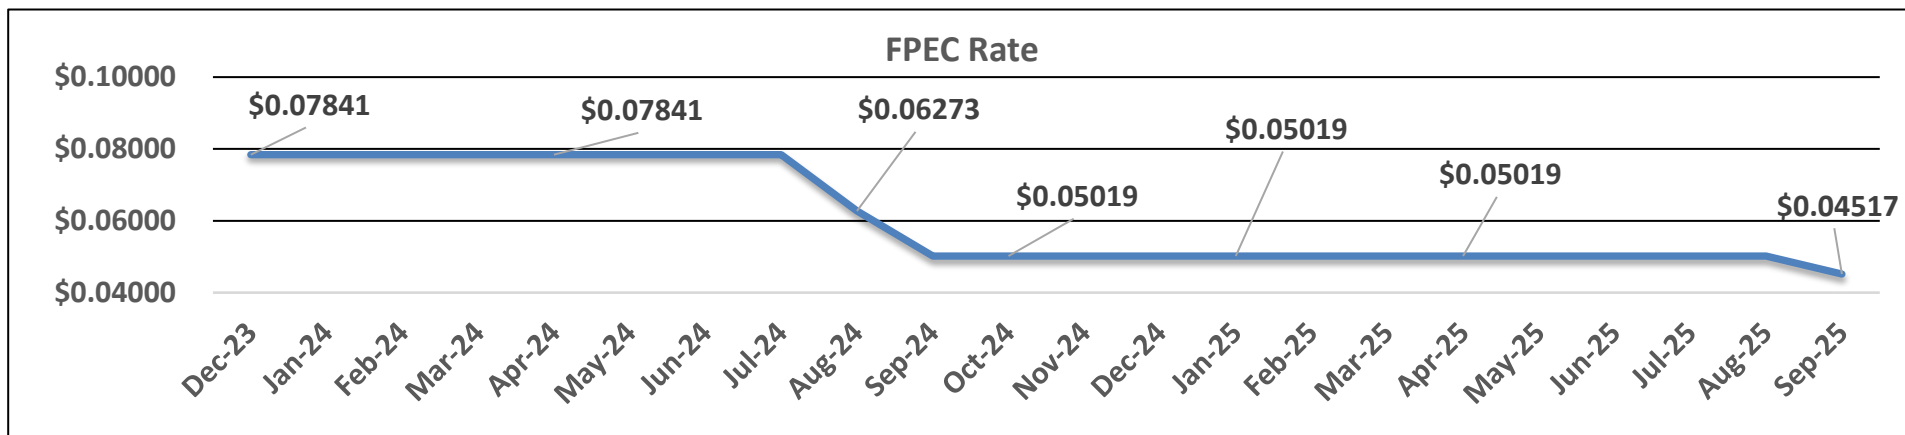 FPEC Rate
$0.10000
$0.08000
$0.06000
$0.04000
$0.07841
$0.07841
$0.06273
$0.05019
$0.05019
$0.05019
$0.04517
Dec-23
Jan-24
Feb-24
Mar-24
Apr-24
May-24
Jun-24
Jul-24
Aug-24
Sep-24
Oct-24
Nov-24
Dec-24
Jan-25
Feb-25
Mar-25
Apr-25
May-25
Jun-25
Jul-25
Aug-25
Sep-25